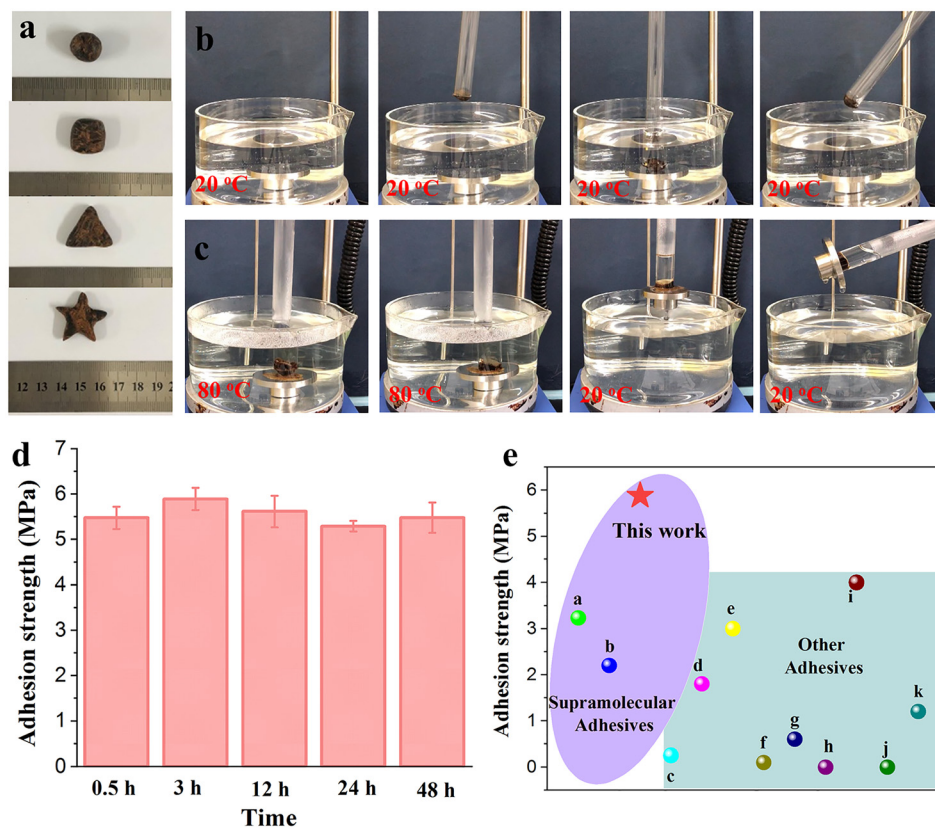 a
12 13 14 15 16 17 18 19
b
20 °C
20 °C
20 °C
20 °C
c
80 °C
80 °C
20 °C
20 °C
d
Adhesion strength (MPa)
7
6
5
4
3
2
1
0
0.5 h 3 h 12 h 24 h 48 h
Time
e
Adhesion strength (MPa)
6
5
4
3
2
1
0
This work
a
b
Supramolecular
Adhesives
c
d
e
f
g
h
i
j
k
Other
Adhesives